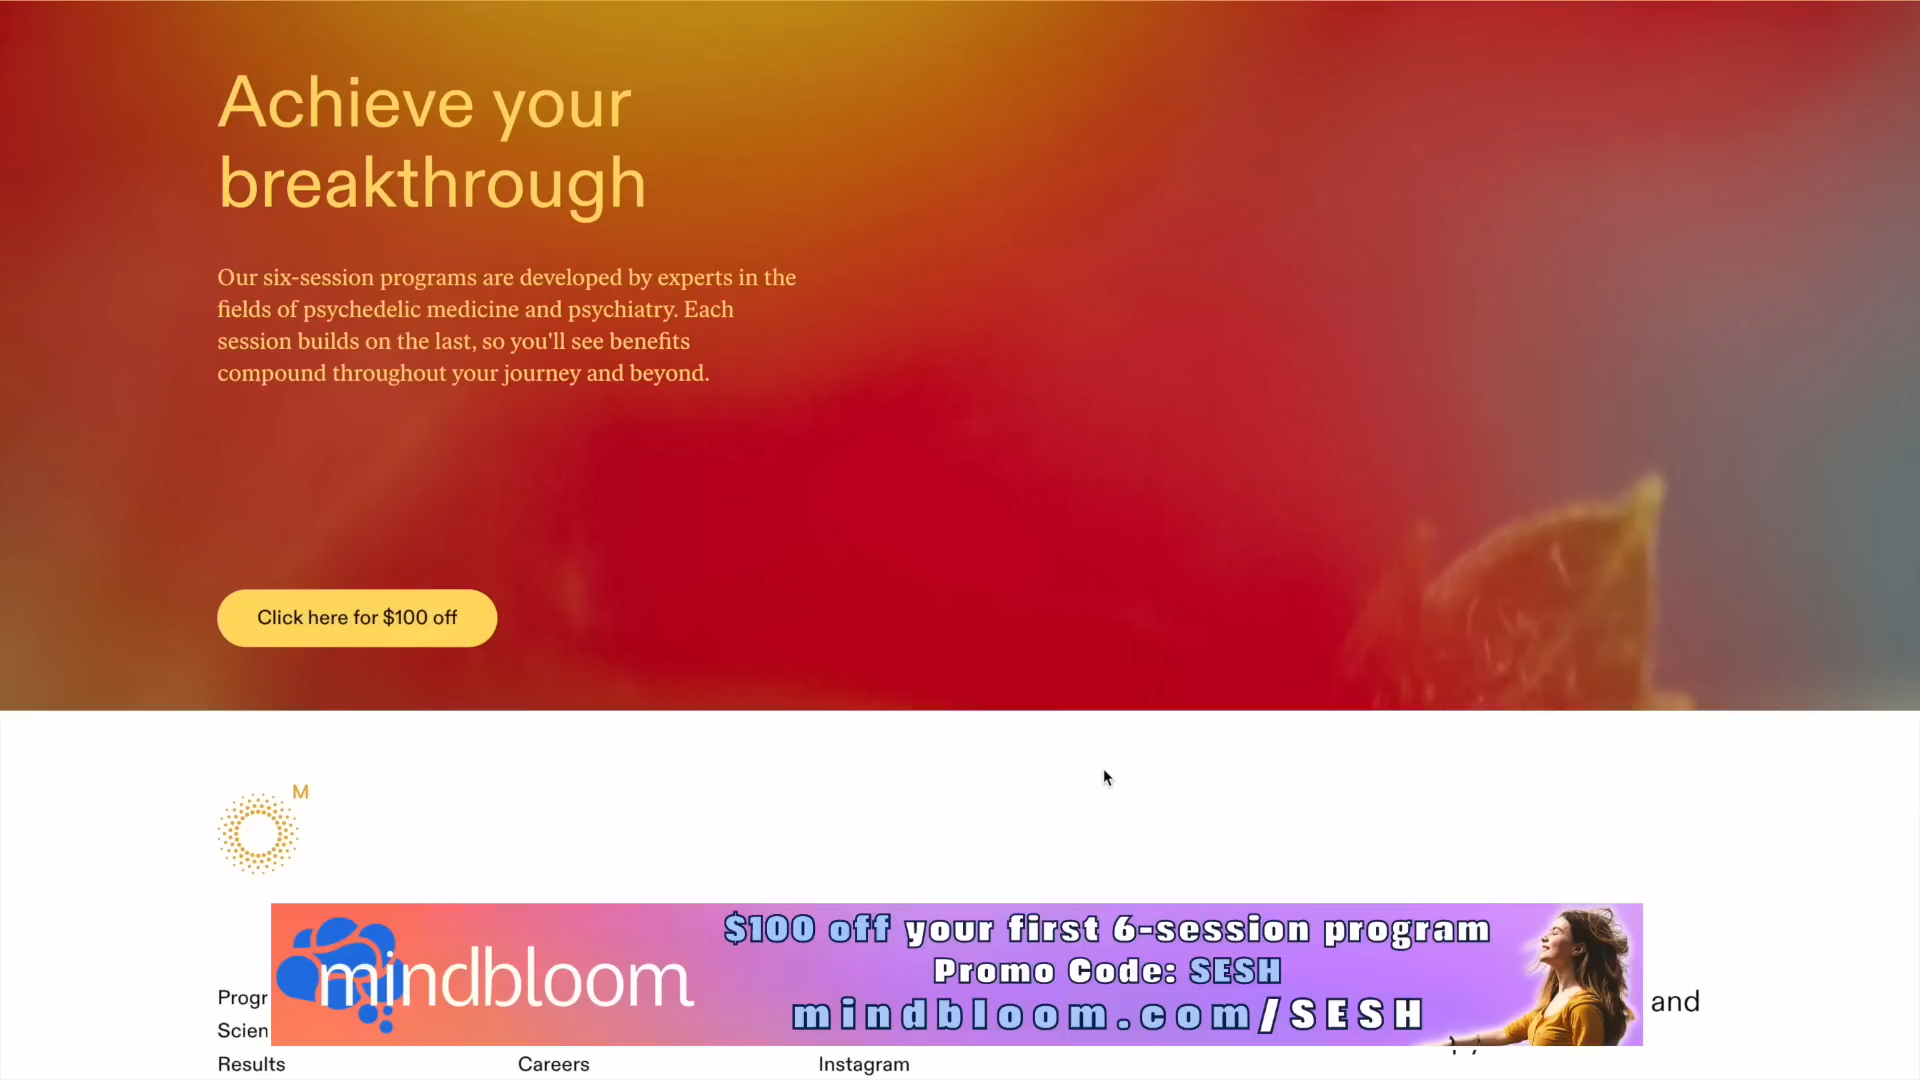 Achieve your
breakthrough
Our six-session programs are developed by experts in the
fields of psychedelic medicine and psychiatry. Each
session builds on the last, so you'll see benefits
compound throughout your journey and beyond.
Click here for $100 off
M
mindbloom
$100 off your first 6-session program
Promo Code: SESH
mindbloom.com/SESH
Progr
and
Scien
Results
Careers
Instagram